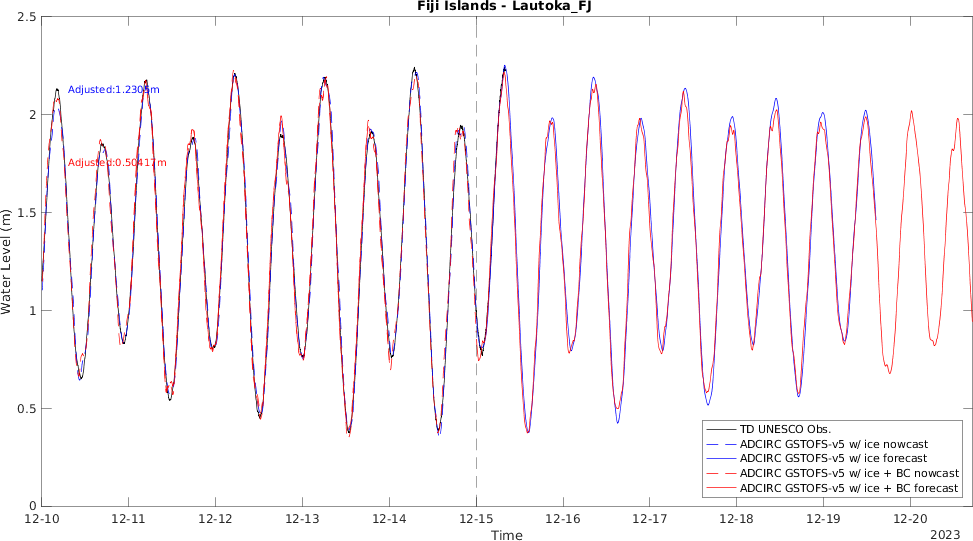 Fiji Islands - Lautoka_FJ
2.5
2
1.5
1
0.5
0
Water Level (m)
Adjusted:1.2305m
Adjusted:0.50417m
TD UNESCO Obs.
ADCIRC GSTOFS-v5 w/ ice nowcast
ADCIRC GSTOFS-v5 w/ ice forecast
ADCIRC GSTOFS-v5 w/ ice + BC nowcast
ADCIRC GSTOFS-v5 w/ ice + BC forecast
12-10 12-11 12-12 12-13 12-14 12-15 12-16 12-17 12-18 12-19 12-20
Time
2023